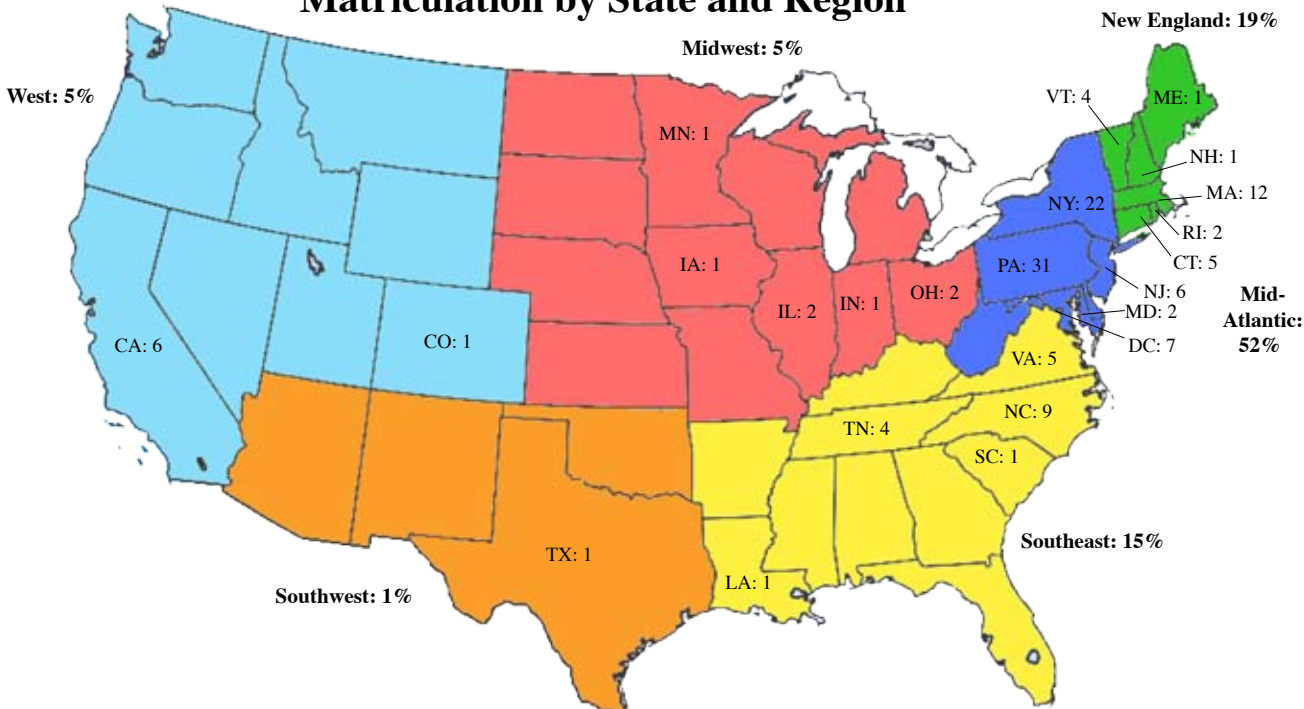 Matriculation by State and Region
New England: 19%
Midwest: 5%
West: 5%
VT: 4
ME: 1
MN: 1
NH: 1
MA: 12
NY: 22
RI: 2
CT: 5
IA: 1
PA: 31
NJ: 6
OH: 2
IN: 1
IL: 2
MD: 2
Mid-
Atlantic:
52%
DC: 7
CA: 6
CO: 1
VA: 5
NC: 9
TN: 4
SC: 1
Southeast: 15%
TX: 1
LA: 1
Southwest: 1%